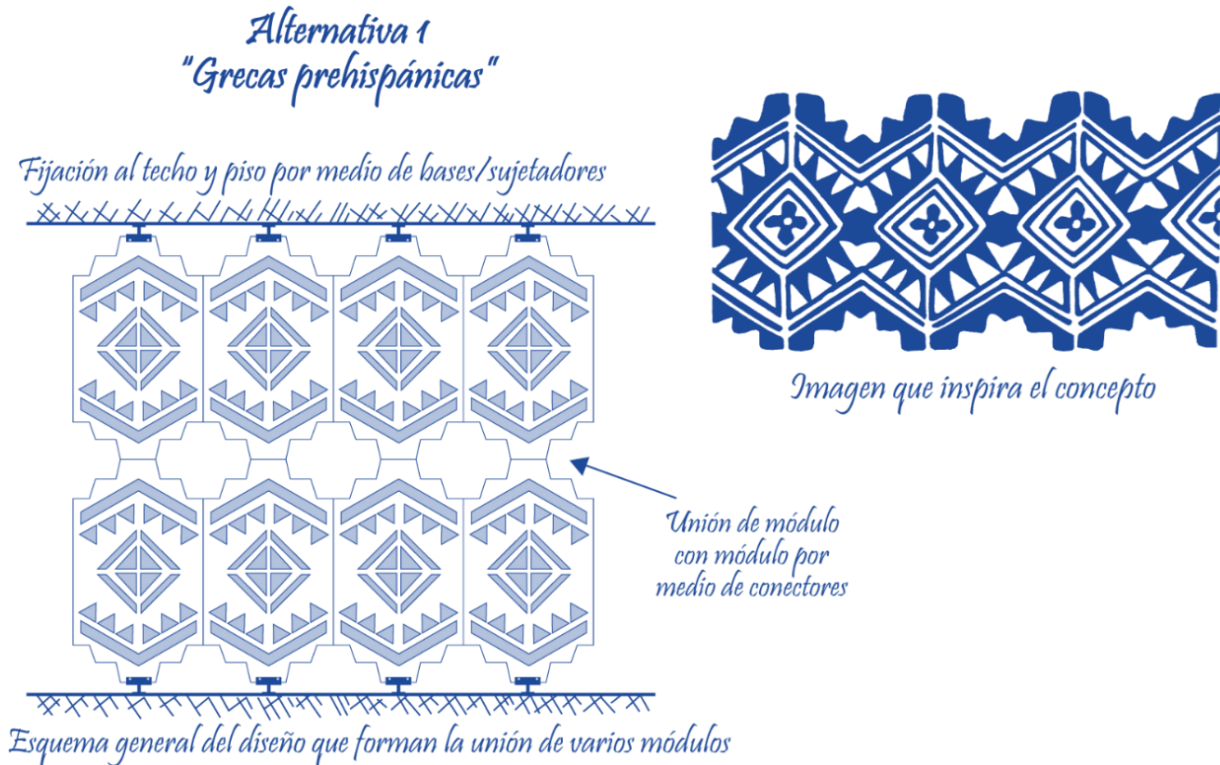 Alternativa 1
"Grecas prehispánicas"
Fijación al techo y piso por medio de bases/sujetadores
Imagen que inspira el concepto
Unión de módulo
con módulo por
medio de conectores
Esquema general del diseño que forman la unión de varios módulos